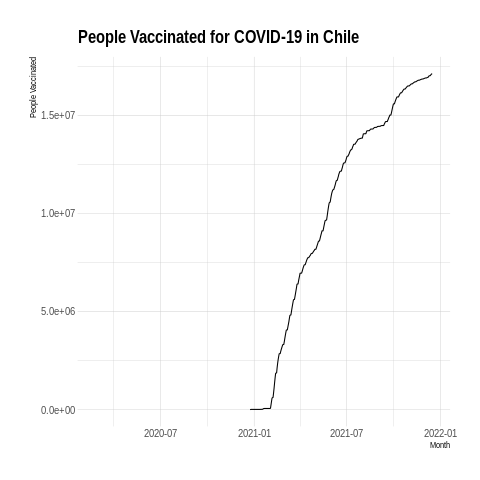 People Vaccinated for COVID-19 in Chile
People Vaccinated
1.5e+07
1.0e+07
5.0e+06
0.0e+00
2020-07 2021-01 2021-07 2022-01
Month